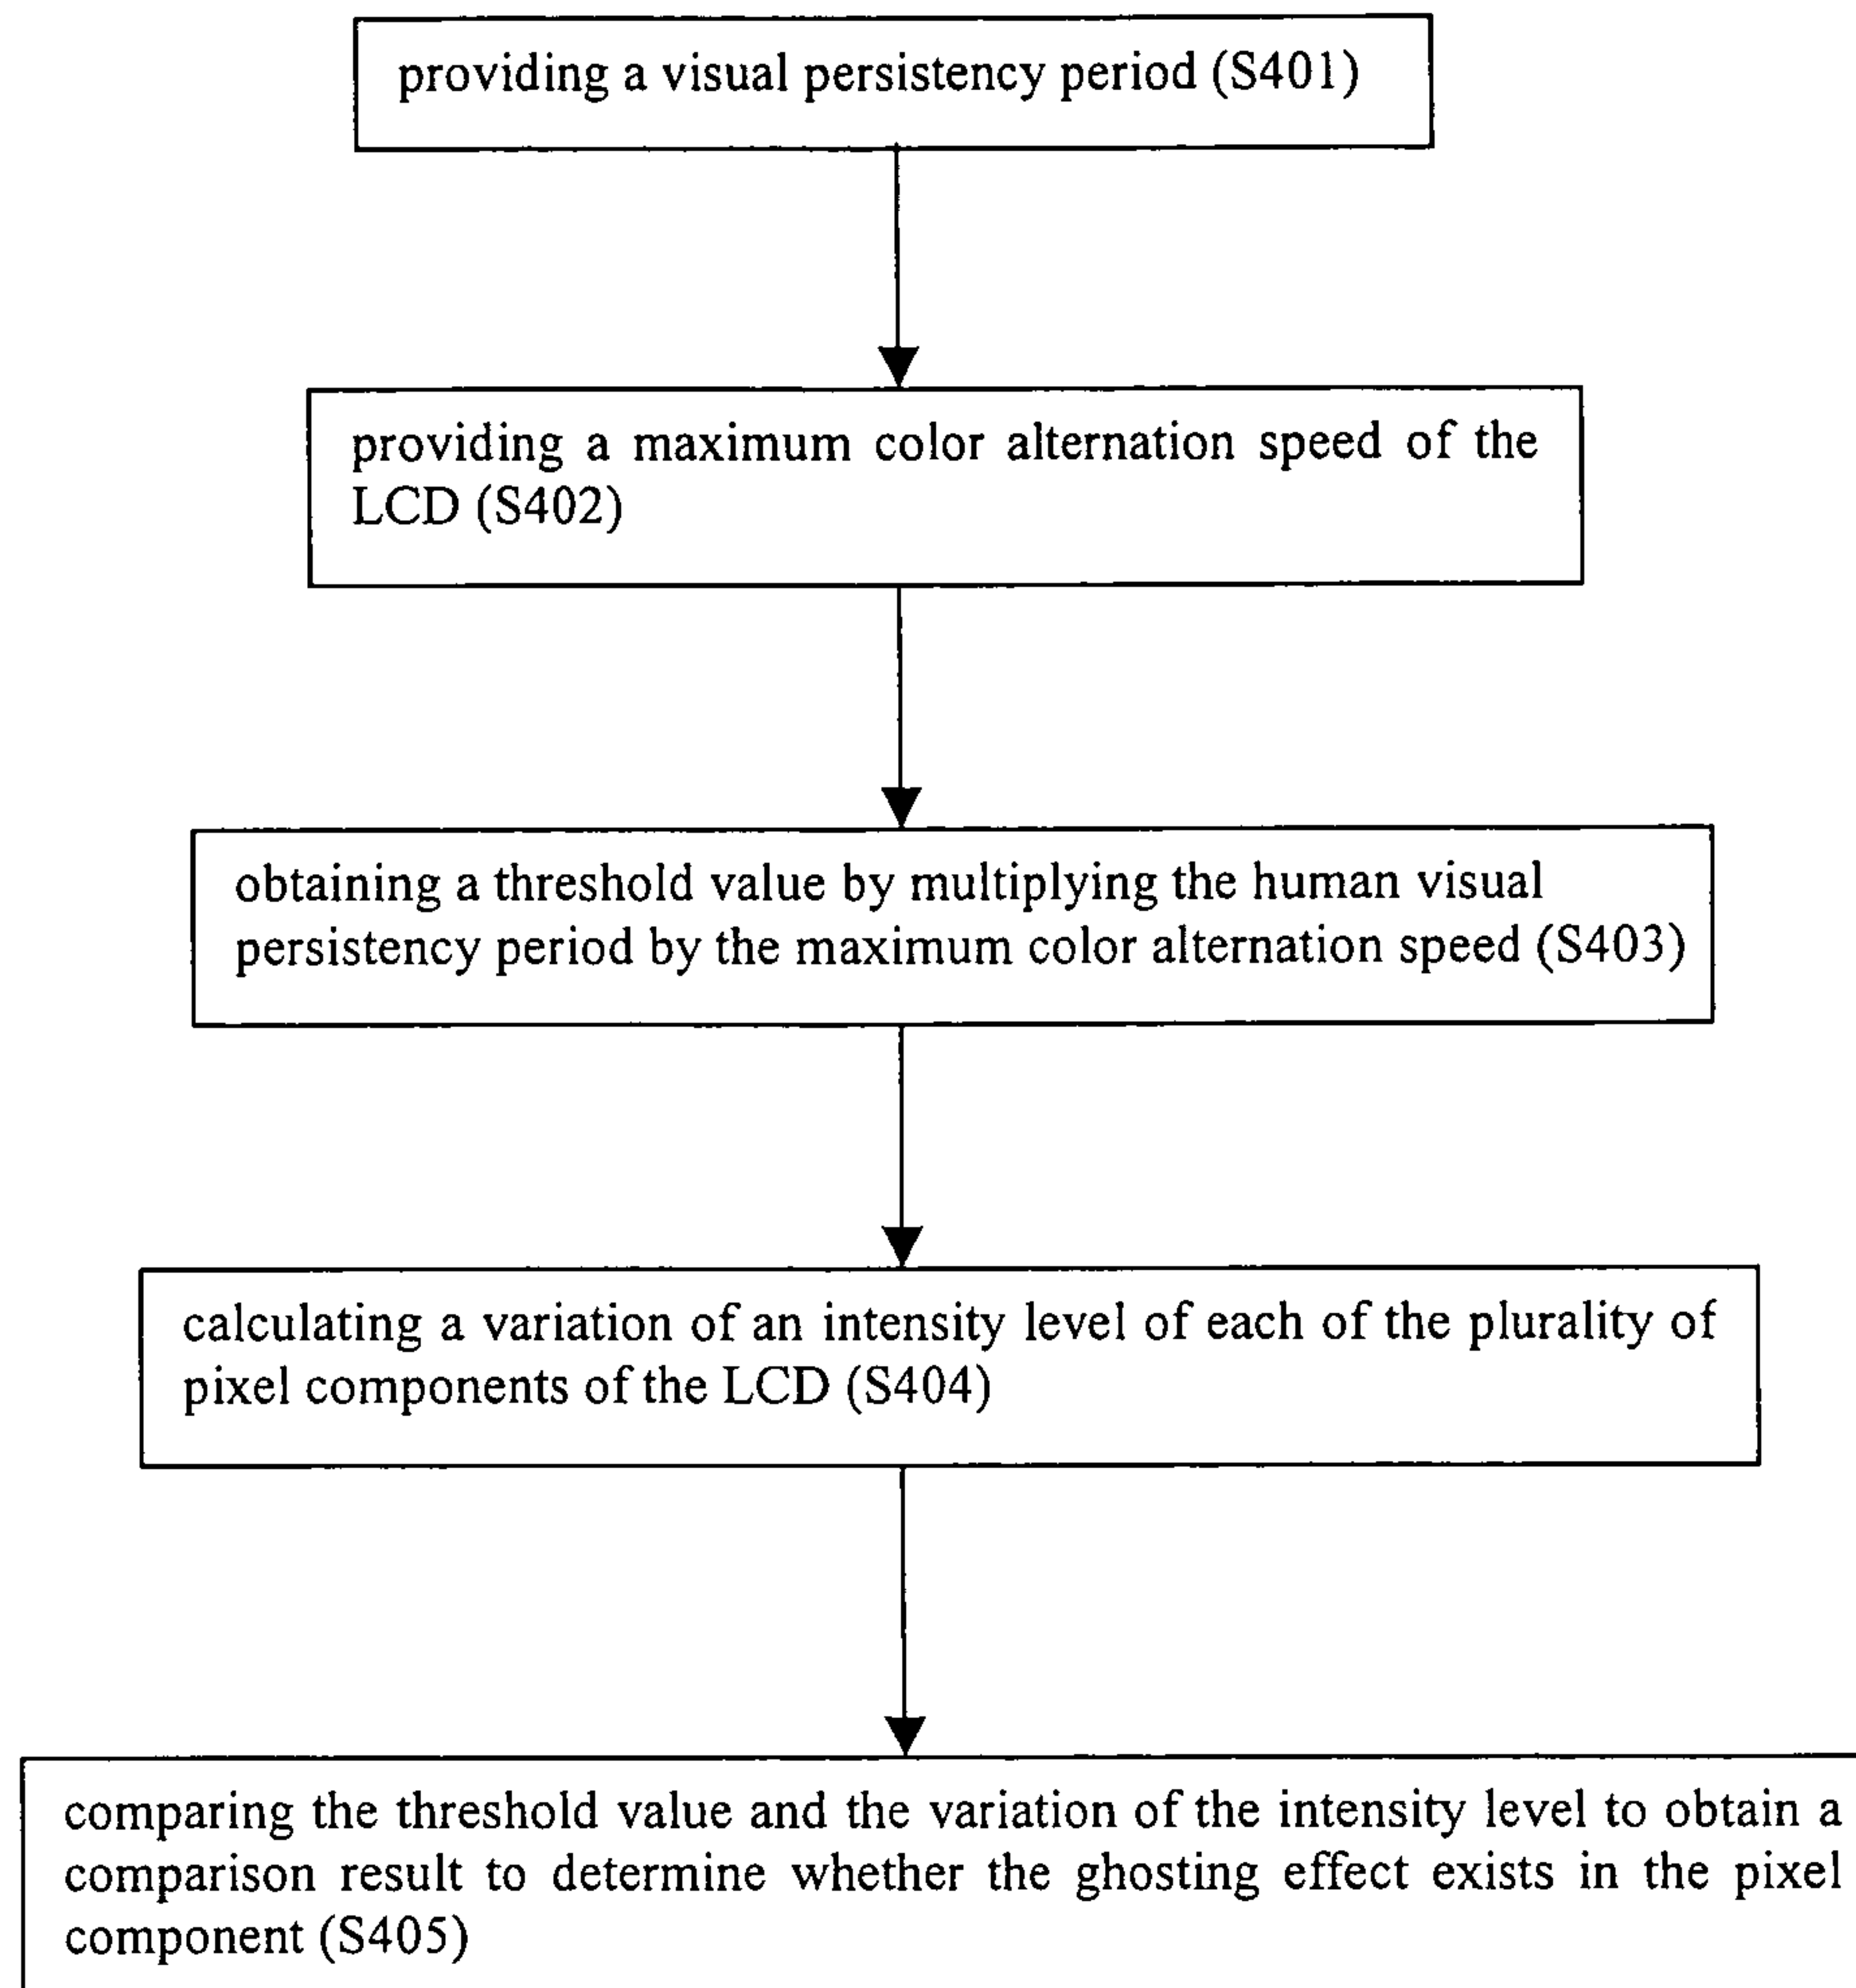 providing a visual persistency period (S401)
providing a maximum color alternation speed of the
LCD (S402)
obtaining a threshold value by multiplying the human visual
persistency period by the maximum color alternation speed (S403)
calculating a variation of an intensity level of each of the plurality of
pixel components of the LCD (S404)
comparing the threshold value and the variation of the intensity level to obtain a
comparison result to determine whether the ghosting effect exists in the pixel
component (S405)